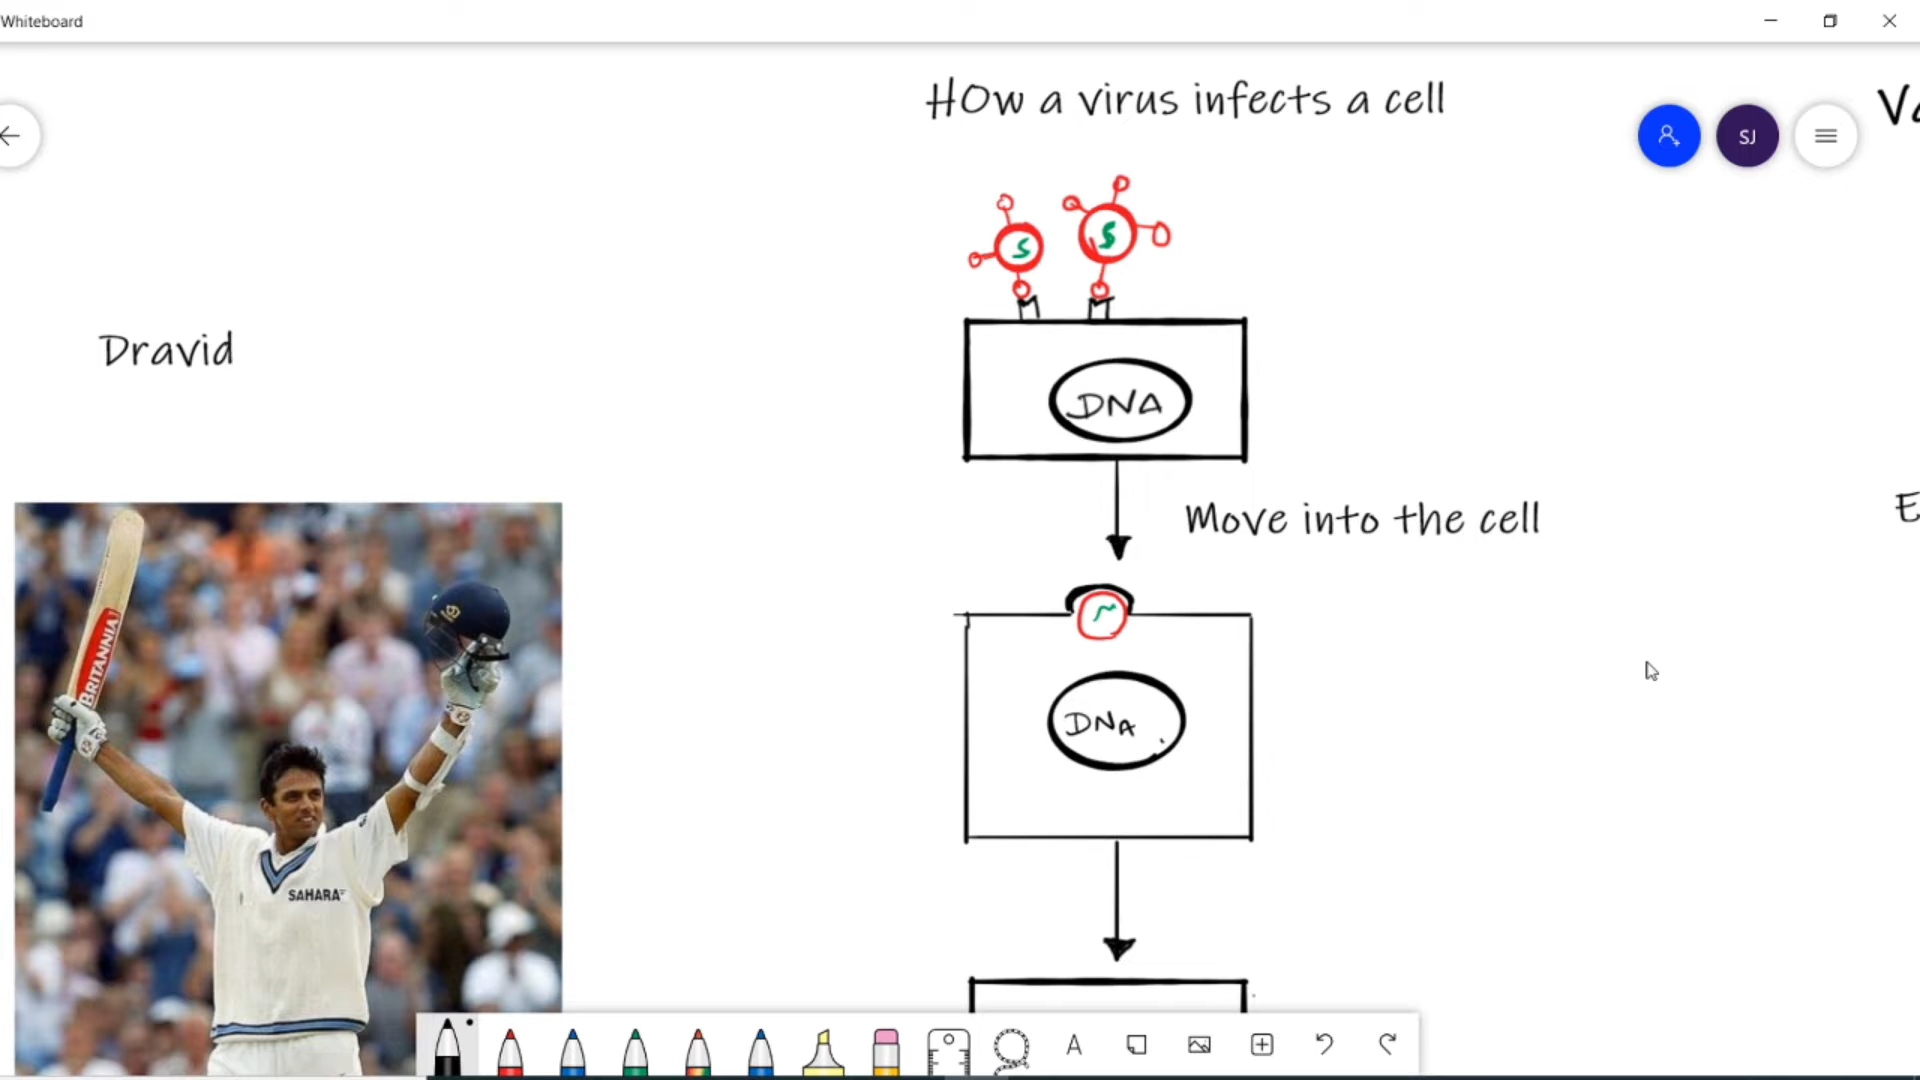 Whiteboard
HOw a virus infects a cell
SJ
S
S
Dravid
DNA
Move into the cell
DNA
BRITANNIA
SAHARA
A